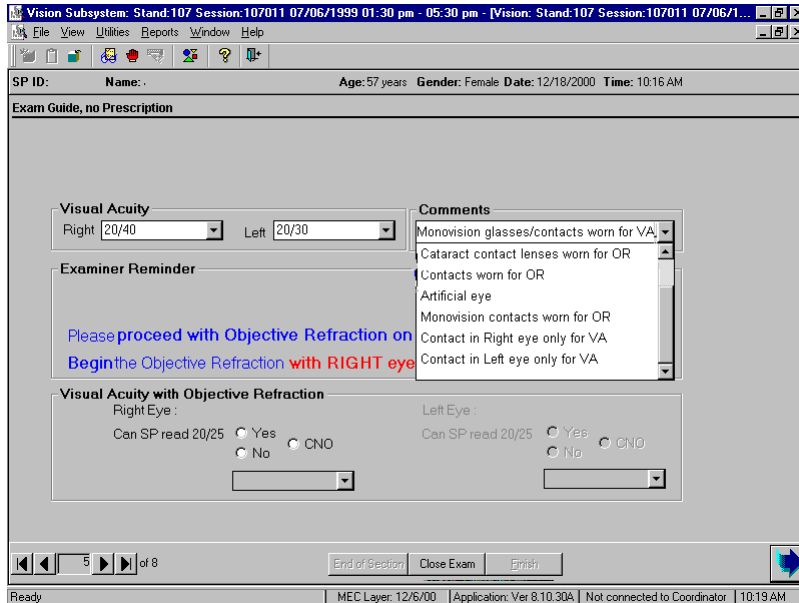 Vision Subsystem: Stand:107 Session:107011 07/06/1999 01:30 pm - 05:30 pm - [Vision: Stand:107 Session:107011 07/06/1...
File View Utilities Reports Window Help
SP ID: Name: . Age: 57 years Gender: Female Date: 12/18/2000 Time: 10:16 AM
Exam Guide, no Prescription
Visual Acuity
Right 20/40 Left 20/30
Comments
Monovision glasses/contacts worn for VA
Cataract contact lenses worn for OR
Contacts worn for OR
Artificial eye
Monovision contacts worn for OR
Contact in Right eye only for VA
Contact in Left eye only for VA
Examiner Reminder
Please proceed with Objective Refraction on
Begin the Objective Refraction with RIGHT eye
Visual Acuity with Objective Refraction
Right Eye :
Can SP read 20/25 Yes No CNO
Left Eye :
Can SP read 20/25 Yes No CNO
5 of 8
End of Section Close Exam Finish
Ready MEC Layer: 12/6/00 Application: Ver 8.10.30A Not connected to Coordinator 10:19 AM